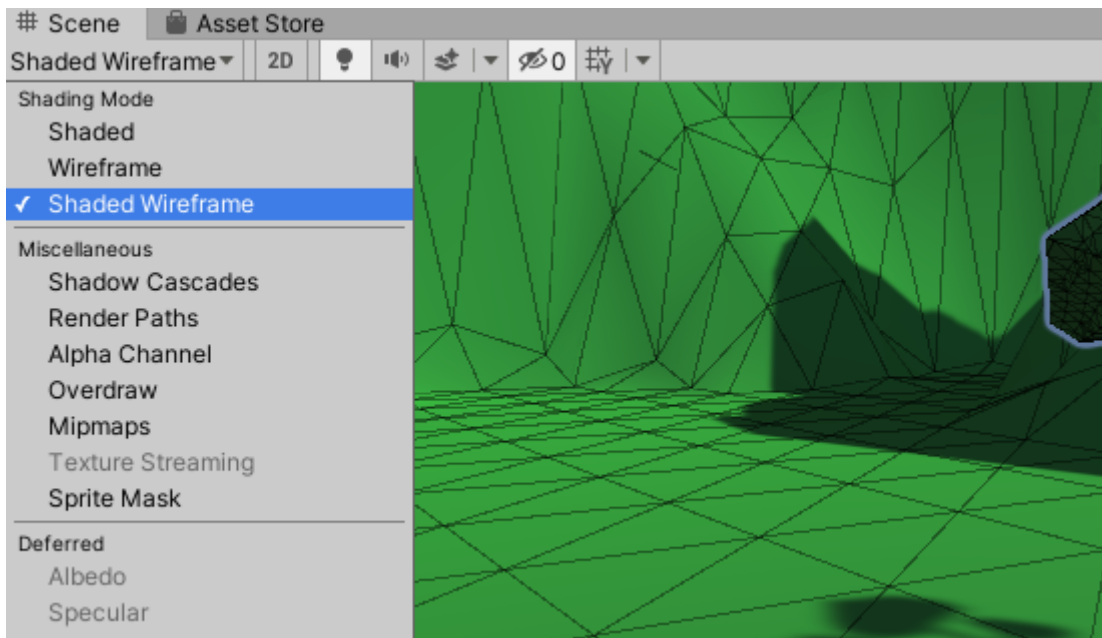 Scene Asset Store
Shaded Wireframe 2D 0
Shading Mode
Shaded
Wireframe
Shaded Wireframe
Miscellaneous
Shadow Cascades
Render Paths
Alpha Channel
Overdraw
Mipmaps
Texture Streaming
Sprite Mask
Deferred
Albedo
Specular